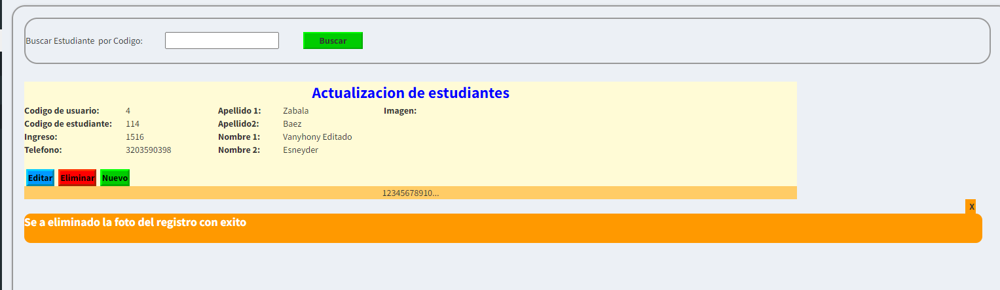 Buscar Estudiante por Codigo: Buscar
Actualizacion de estudiantes
Codigo de usuario: 4 Apellido 1: Zabala Imagen:
Codigo de estudiante: 114 Apellido2: Baez
Ingreso: 1516 Nombre 1: Vanyhony Editado
Telefono: 3203590398 Nombre 2: Esneyder
Editar Eliminar Nuevo
12345678910...
X
Se a eliminado la foto del registro con exito